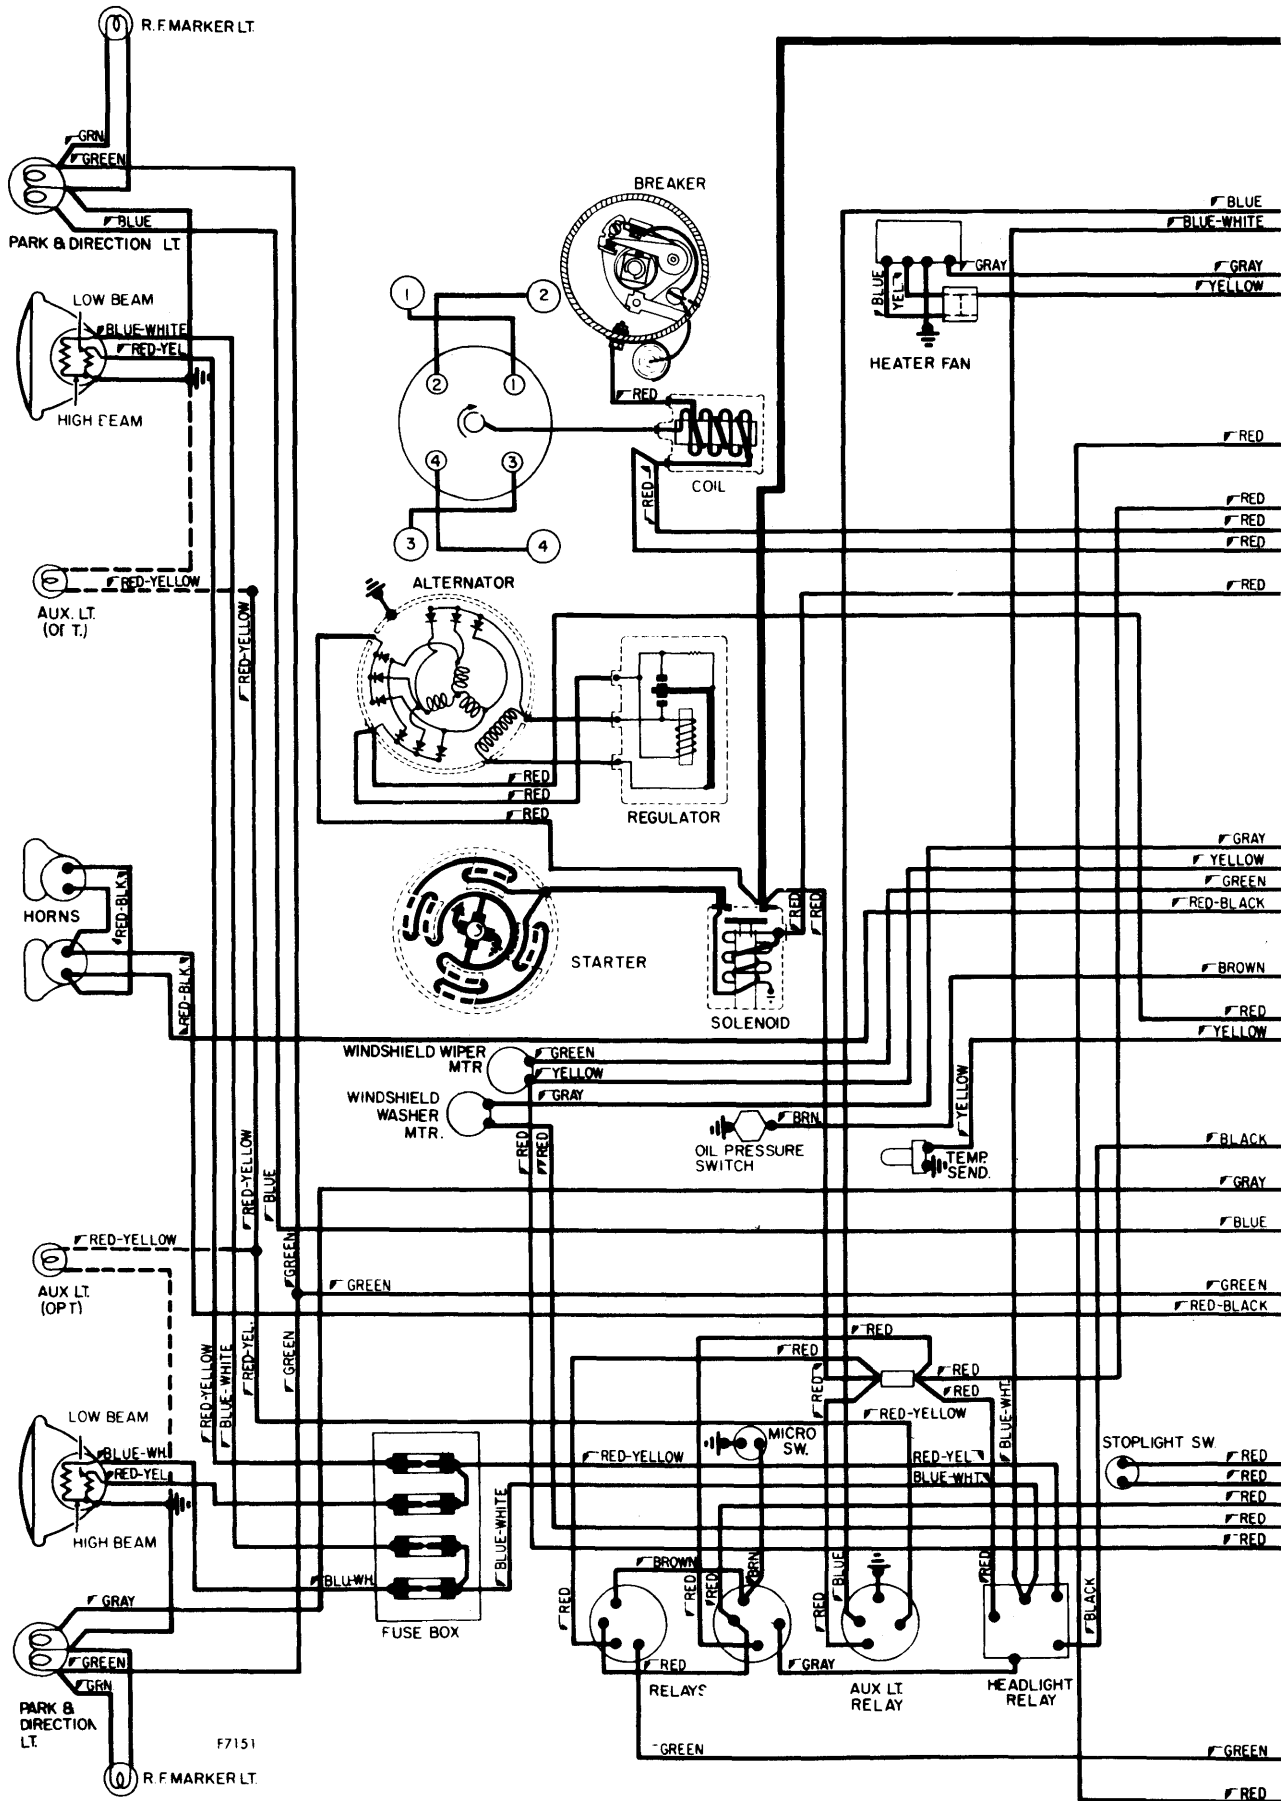 R.F. MARKER LT.
GRN
GREEN
BLUE
PARK & DIRECTION LT.
LOW BEAM
BLUE-WHITE
RED-YEL.
HIGH BEAM
BREAKER
1
2
2
1
4
3
3
4
RED
COIL
RED
BLUE
BLUE-WHITE
GRAY
GRAY
YELLOW
BLUE
YEL.
HEATER FAN
RED
RED
RED
RED
RED
RED-YELLOW
AUX. LT.
RED-YELLOW
ALTERNATOR
RED
RED
RED
REGULATOR
HORNS
RED-BLK.
RED-BLK.
STARTER
SOLENOID
RED
RED
GRAY
YELLOW
GREEN
RED-BLACK
BROWN
RED
YELLOW
WINDSHIELD WIPER
MTR
GREEN
YELLOW
GRAY
WINDSHIELD
WASHER
MTR.
RED
RED
BRN.
OIL PRESSURE
SWITCH
YELLOW
TEMP.
SEND.
BLACK
GRAY
BLUE
RED-YELLOW
BLUE
RED-YELLOW
AUX LT.
(OPT)
GREEN
GREEN
GREEN
RED-BLACK
RED-YELLOW
BLUE-WHITE
RED-YEL.
GREEN
RED
RED
RED
RED
RED
RED
RED-YELLOW
BLUE-WHT.
LOW BEAM
BLUE-WH.
RED-YEL.
HIGH BEAM
MICRO
SW.
RED-YELLOW
RED-YEL.
BLUE-WHT.
STOPLIGHT SW.
RED
RED
RED
RED
RED
BLUE-WHITE
BLU-WH.
FUSE BOX
BROWN
BRN.
RED
RED
RED
RED
RELAYS
GRAY
RED
BLUE
AUX LT.
RELAY
RED
BLACK
HEADLIGHT
RELAY
GRAY
GREEN
GRN.
PARK &
DIRECTION
LT.
F7151
R.F. MARKER LT.
GREEN
GREEN
RED